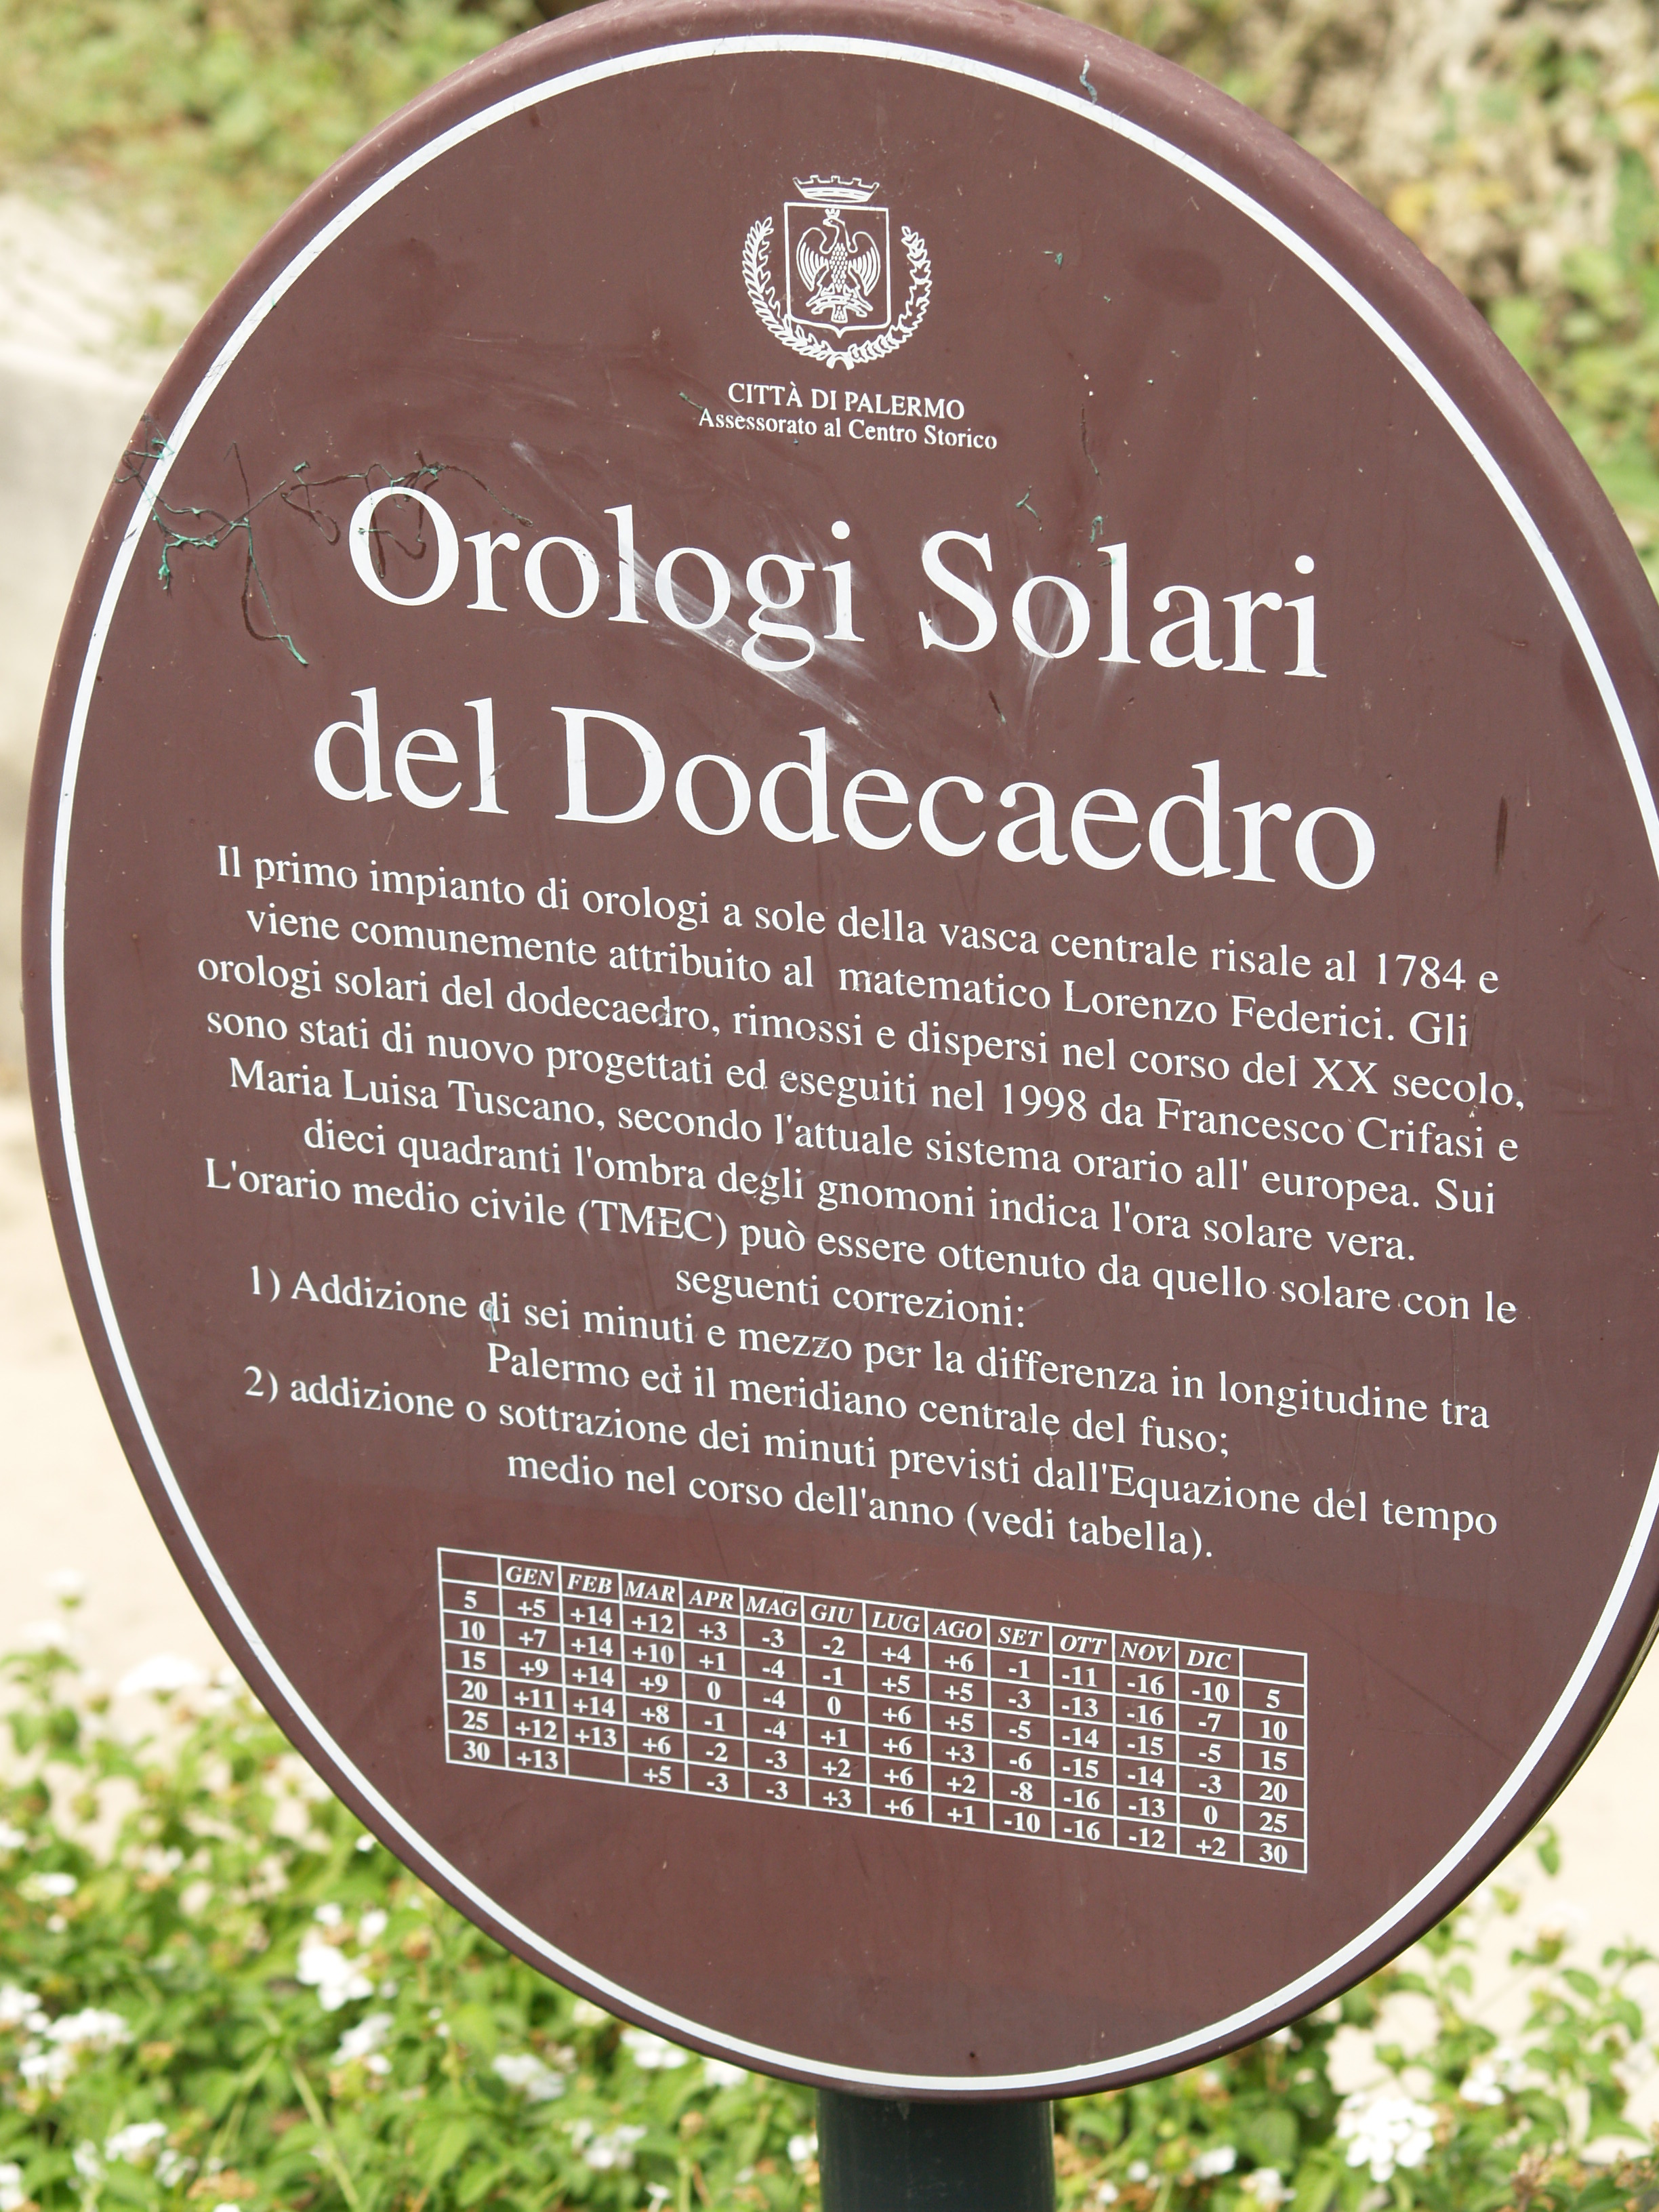 CITTÀ DI PALERMO
Assessorato al Centro Storico
Orologi Solari
del Dodecaedro
Il primo impianto di orologi a sole della vasca centrale risale al 1784 e
viene comunemente attribuito al matematico Lorenzo Federici. Gli
orologi solari del dodecaedro, rimossi e dispersi nel corso del XX secolo,
sono stati di nuovo progettati ed eseguiti nel 1998 da Francesco Crifasi e
Maria Luisa Tuscano, secondo l'attuale sistema orario all' europea. Sui
dieci quadranti l'ombra degli gnomoni indica l'ora solare vera.
L'orario medio civile (TMEC) può essere ottenuto da quello solare con le
seguenti correzioni:
1) Addizione di sei minuti e mezzo per la differenza in longitudine tra
Palermo ed il meridiano centrale del fuso;
2) addizione o sottrazione dei minuti previsti dall'Equazione del tempo
medio nel corso dell'anno (vedi tabella).
GEN FEB MAR APR MAG GIU LUG AGO SET OTT NOV DIC
5 +5 +14 +12 +3 -3 -2 +4 +6 -1 -11 -16 -10 5
10 +7 +14 +10 +1 -4 -1 +5 +5 -3 -13 -16 -7 10
15 +9 +14 +9 0 -4 0 +6 +5 -5 -14 -15 -5 15
20 +11 +14 +8 -1 -4 +1 +6 +3 -6 -15 -14 -3 20
25 +12 +13 +6 -2 -3 +2 +6 +2 -8 -16 -13 0 25
30 +13 +5 -3 -3 +3 +6 +1 -10 -16 -12 +2 30